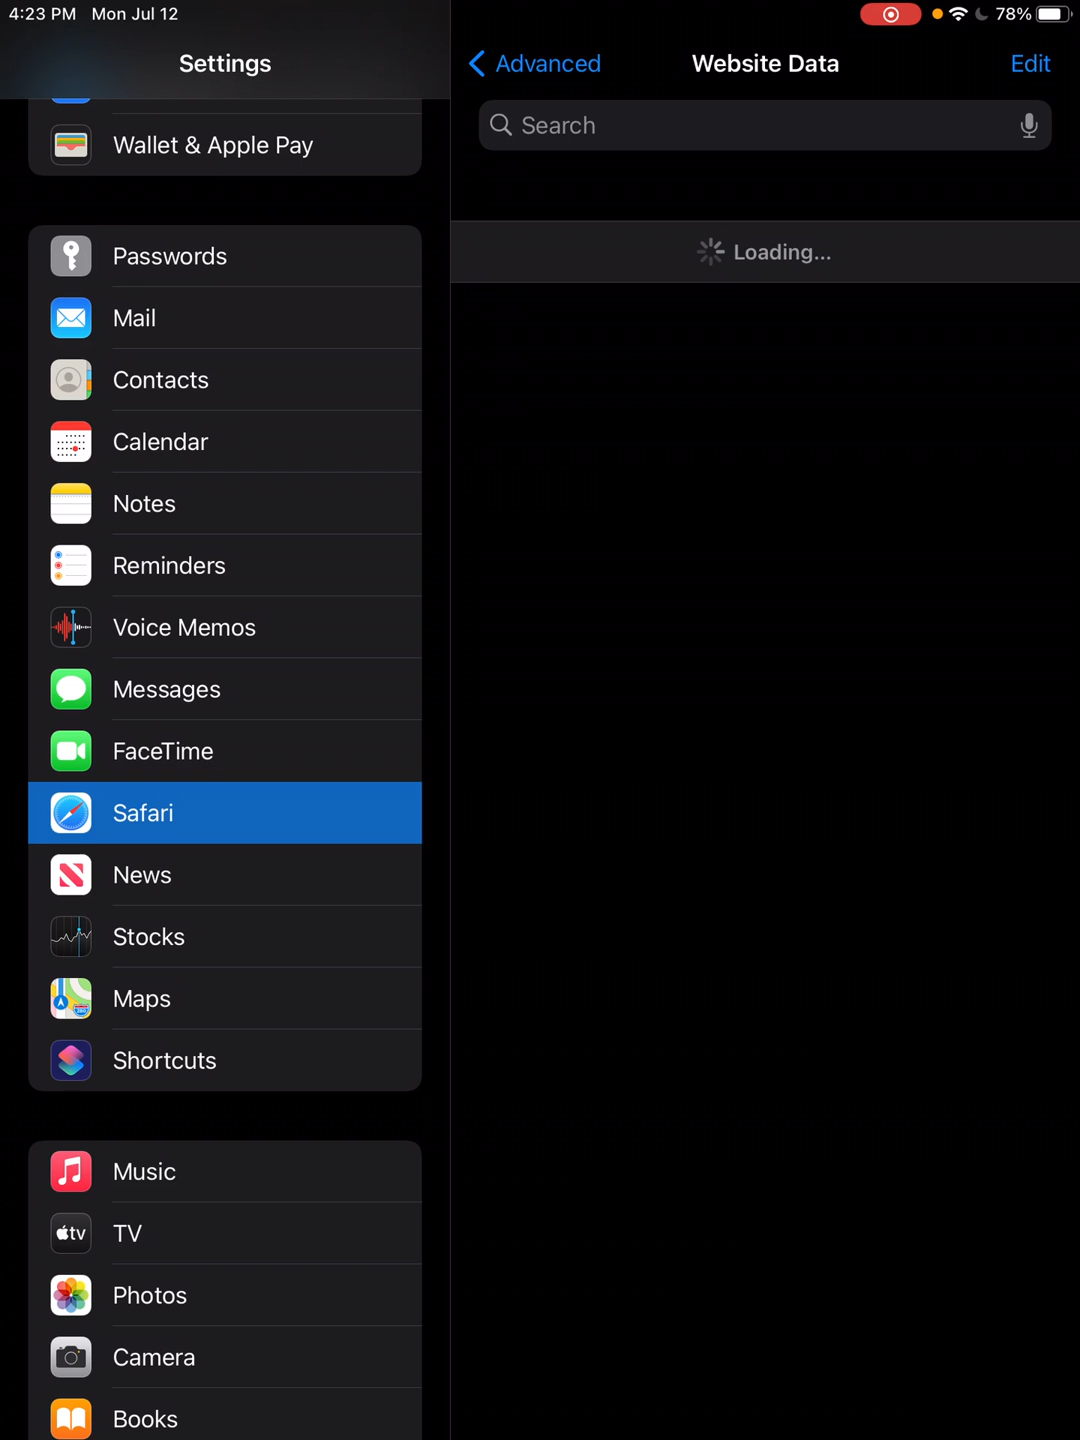 4:23 PM Mon Jul 12
78%
Settings
Wallet & Apple Pay
Passwords
Mail
Contacts
Calendar
Notes
Reminders
Voice Memos
Messages
FaceTime
Safari
News
Stocks
Maps
Shortcuts
Music
tv TV
Photos
Camera
Books
Advanced
Website Data
Edit
Search
Loading...